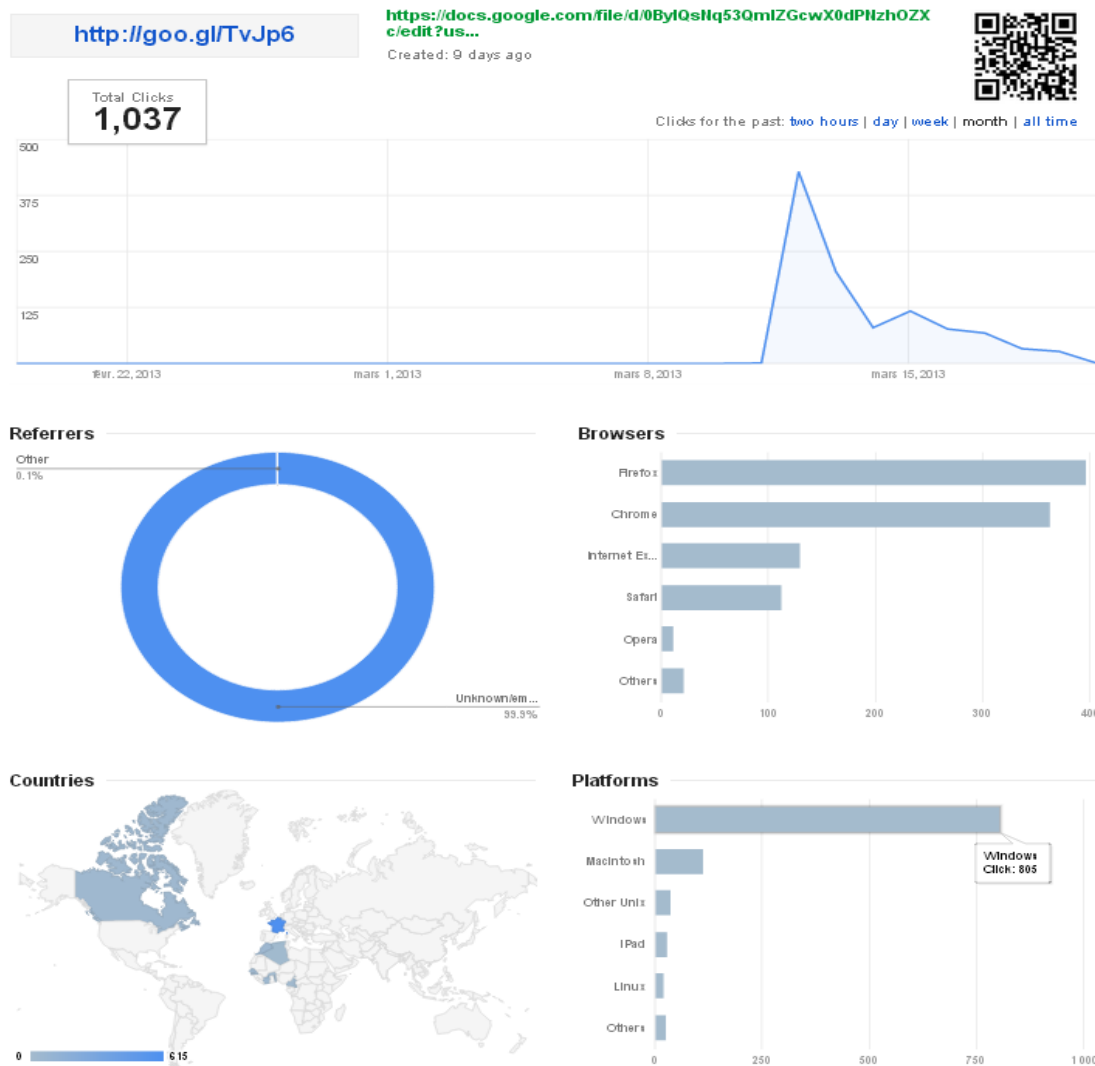 http://goo.gl/TvJp6
https://docs.google.com/file/d/0BylQsNq53QmlZGcwX0dPNzhOZX
c/edit?us...
Created: 9 days ago
Total Clicks
1,037
Clicks for the past: two hours | day | week | month | all time
500
375
250
125
févr. 22, 2013
mars 1, 2013
mars 8, 2013
mars 15, 2013
Referrers
Other
0.1%
Unknown/em...
99.9%
Browsers
Firefox
Chrome
Internet Ex...
Safari
Opera
Others
0
100
200
300
400
Countries
0
615
Platforms
Windows
Windows
Click: 805
Macintosh
Other Unix
iPad
Linux
Others
0
250
500
750
1 000